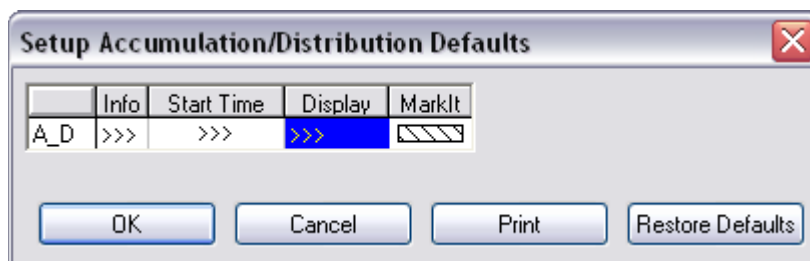 Setup Accumulation/Distribution Defaults
Info Start Time Display MarkIt
A_D >>> >>> >>>
OK Cancel Print Restore Defaults